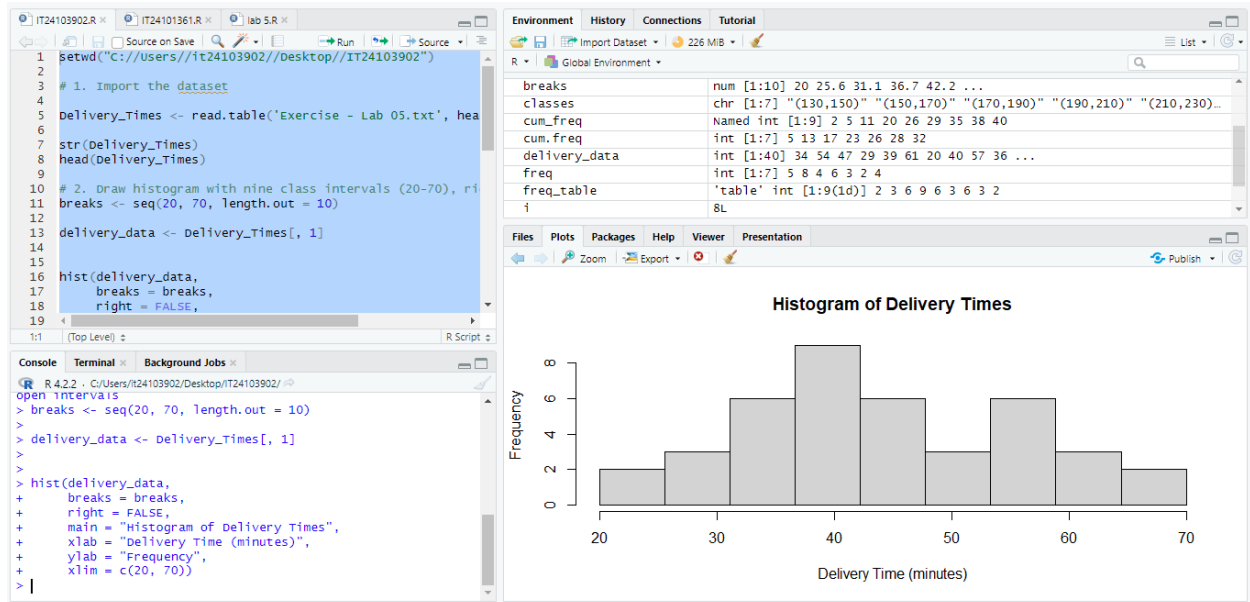 IT24103902.R × IT24101361.R × lab 5.R ×
Source on Save Run Source
1 setwd("C://Users//it24103902//Desktop//IT24103902")
2
3 # 1. Import the dataset
4
5 Delivery_Times <- read.table('Exercise - Lab 05.txt', hea
6
7 str(Delivery_Times)
8 head(Delivery_Times)
9
10 # 2. Draw histogram with nine class intervals (20-70), ri
11 breaks <- seq(20, 70, length.out = 10)
12
13 delivery_data <- Delivery_Times[, 1]
14
15
16 hist(delivery_data,
17 breaks = breaks,
18 right = FALSE,
19
1:1 (Top Level) R Script
Console Terminal × Background Jobs ×
R 4.2.2 · C:/Users/it24103902/Desktop/IT24103902/
open intervals
> breaks <- seq(20, 70, length.out = 10)
>
> delivery_data <- Delivery_Times[, 1]
>
>
> hist(delivery_data,
+ breaks = breaks,
+ right = FALSE,
+ main = "Histogram of Delivery Times",
+ xlab = "Delivery Time (minutes)",
+ ylab = "Frequency",
+ xlim = c(20, 70))
>
Environment History Connections Tutorial
Import Dataset 226 MiB List
R Global Environment
breaks num [1:10] 20 25.6 31.1 36.7 42.2 ...
classes chr [1:7] "(130,150)" "(150,170)" "(170,190)" "(190,210)" "(210,230)…
cum_freq Named int [1:9] 2 5 11 20 26 29 35 38 40
cum.freq int [1:7] 5 13 17 23 26 28 32
delivery_data int [1:40] 34 54 47 29 39 61 20 40 57 36 ...
freq int [1:7] 5 8 4 6 3 2 4
freq_table 'table' int [1:9(1d)] 2 3 6 9 6 3 6 3 2
i 8L
Files Plots Packages Help Viewer Presentation
Zoom Export Publish
Histogram of Delivery Times
Frequency
8
6
4
2
0
20 30 40 50 60 70
Delivery Time (minutes)